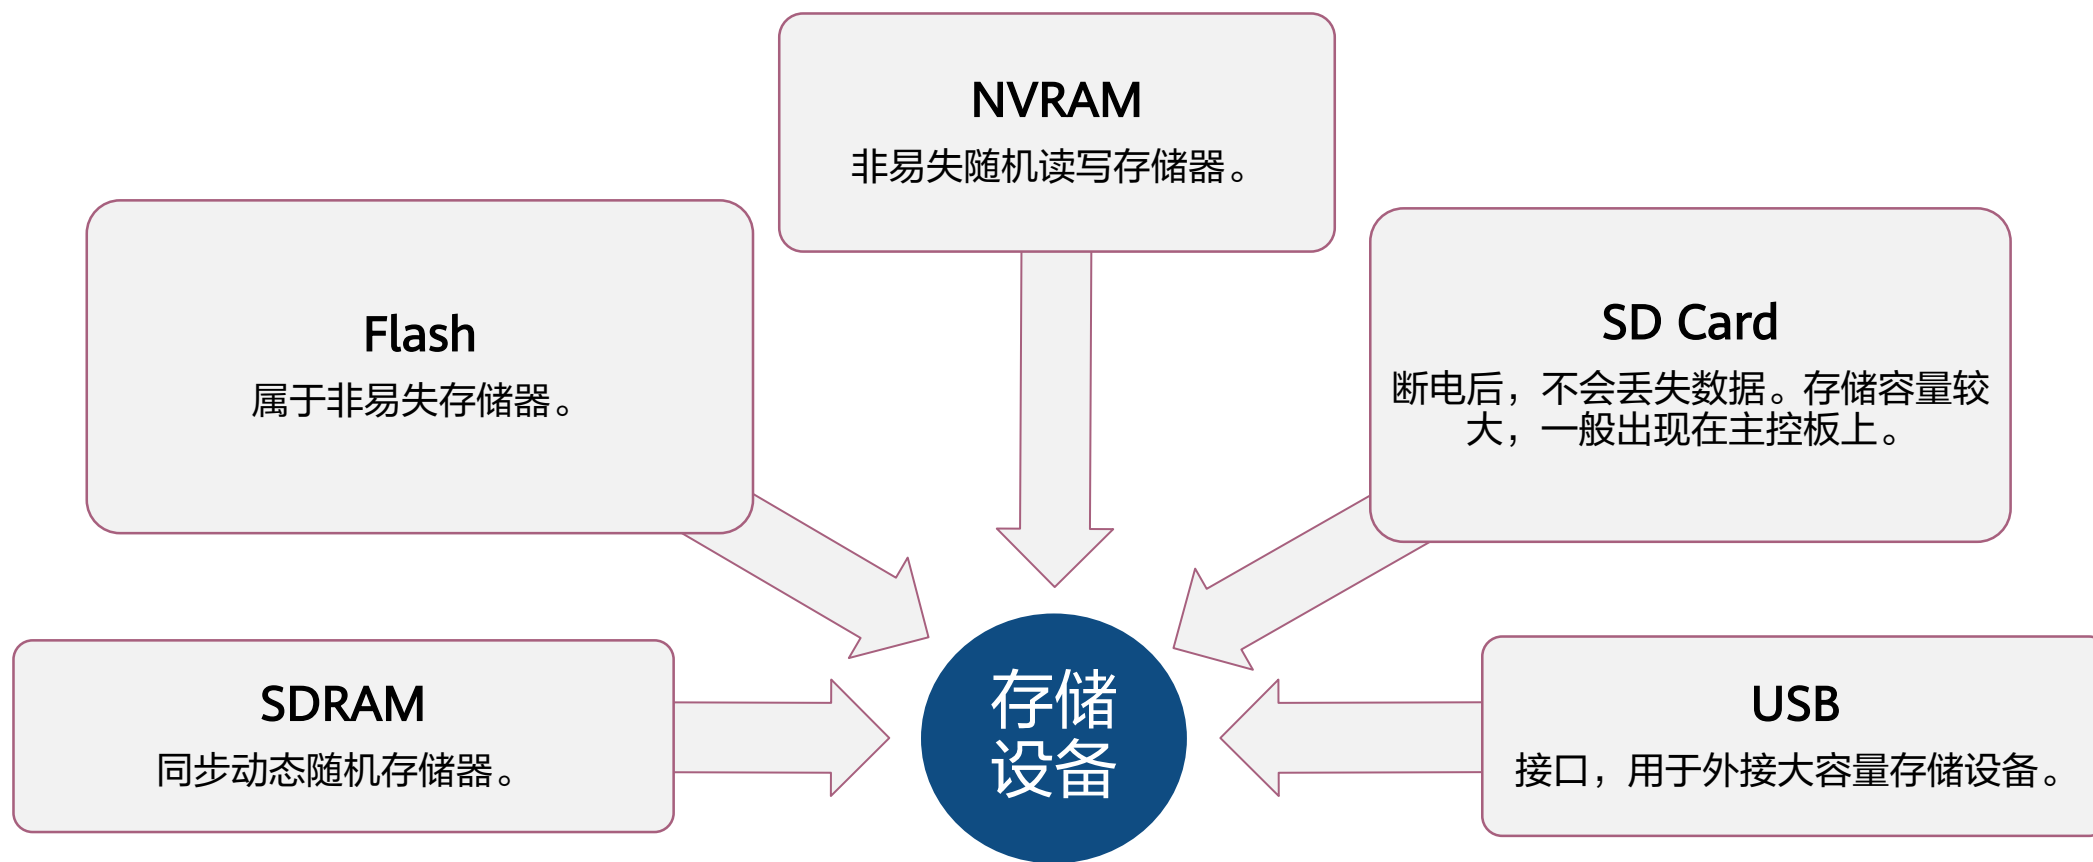 NVRAM
非易失随机读写存储器。
Flash
属于非易失存储器。
SD Card
断电后，不会丢失数据。存储容量较
大，一般出现在主控板上。
SDRAM
同步动态随机存储器。
存储
设备
USB
接口，用于外接大容量存储设备。